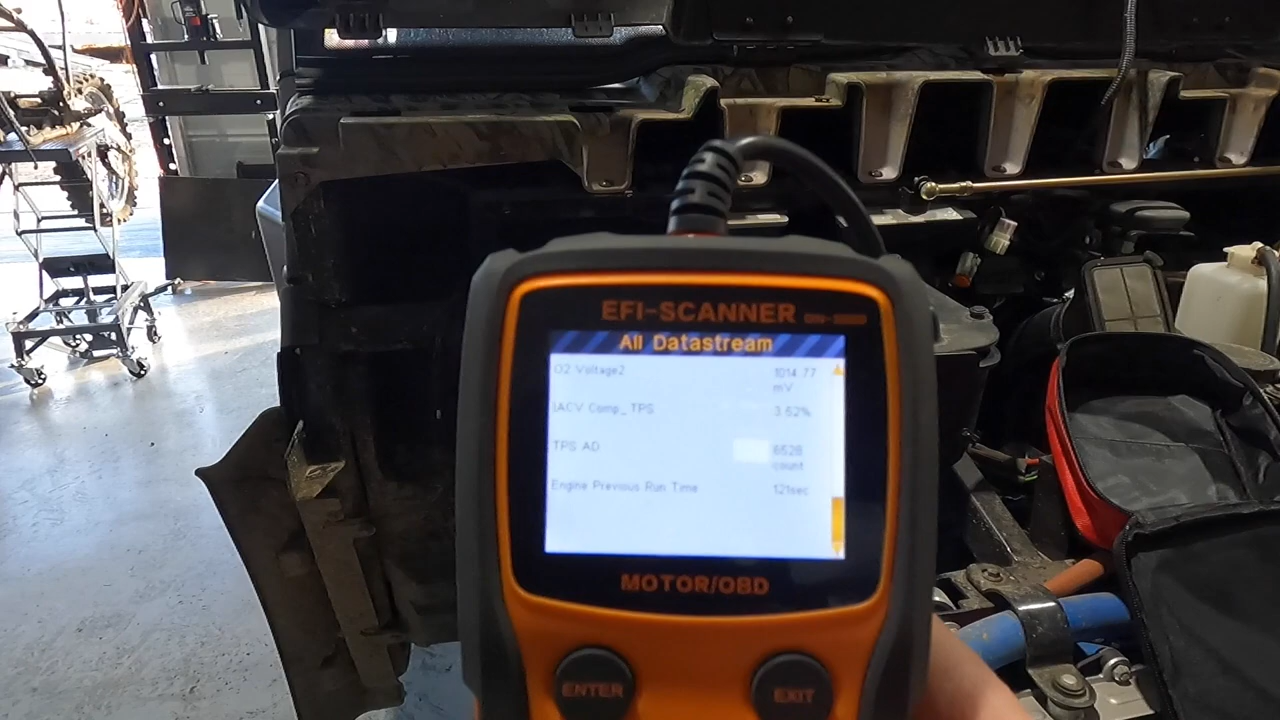 EFI-SCANNER
All Datastream
O2 Voltage2 1014.77
mV
IACV Comp_TPS 3.52%
TPS AD 6528
count
Engine Previous Run Time 121sec
MOTOR/OBD
ENTER EXIT